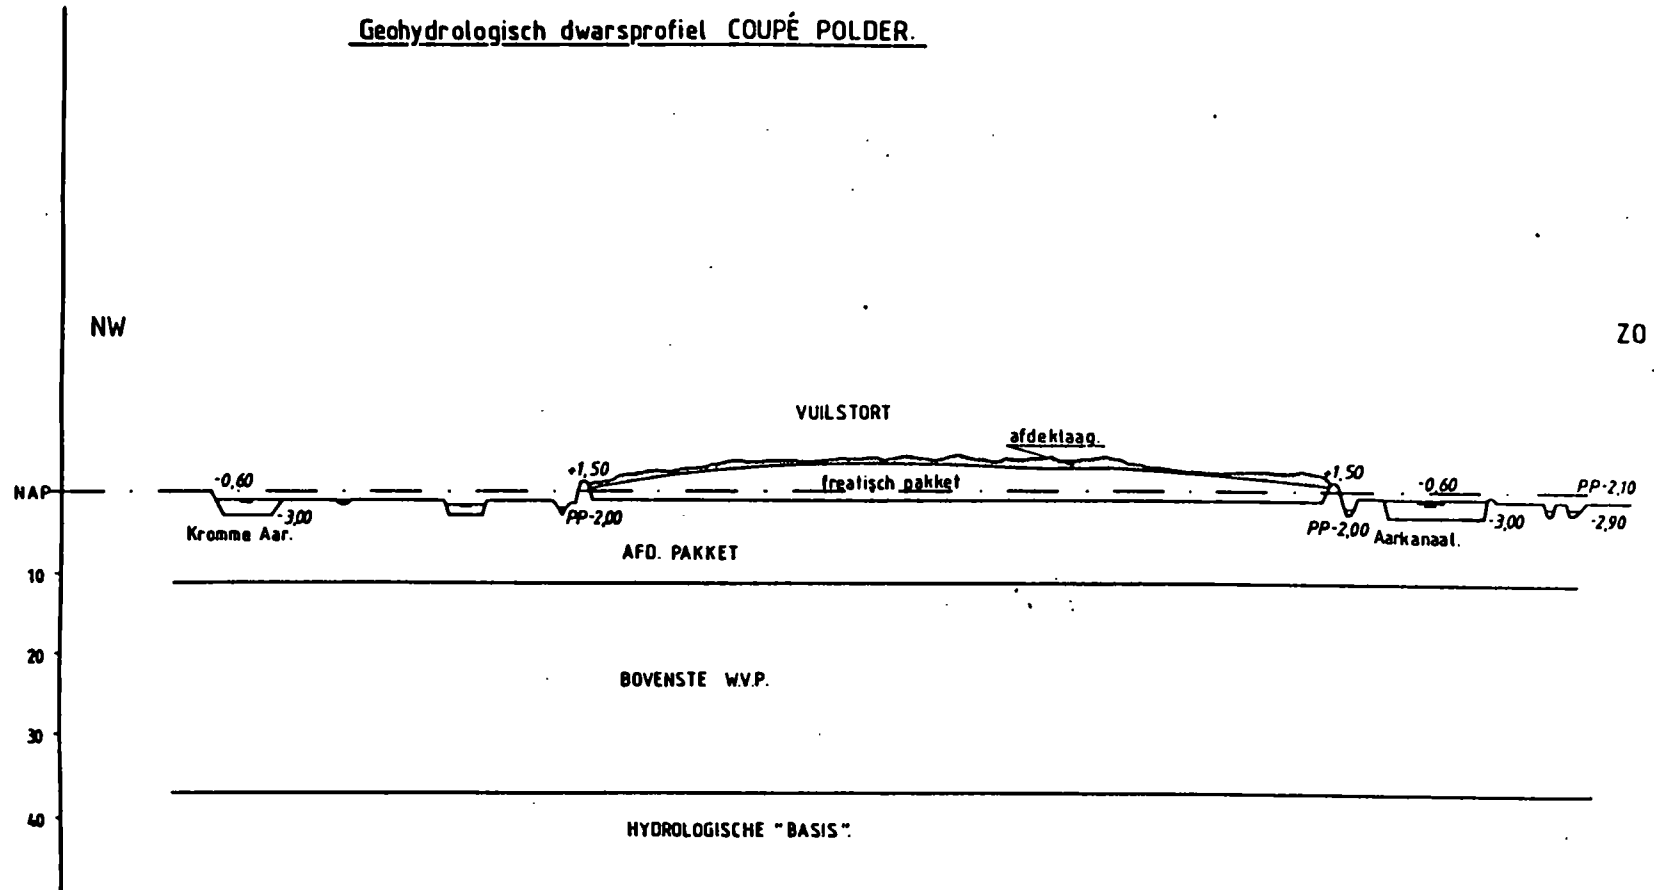 Geohydrologisch dwarsprofiel COUPÉ POLDER.
NW
ZO
VUILSTORT
afdeklaag.
+1,50
+1,50
-0,60
-0,60
freatisch pakket
NAP
PP-2,10
-3,00
PP-2,00
PP-2,00
-3,00
-2,90
Kromme Aar.
Aarkanaal.
AFD. PAKKET
10
20
BOVENSTE W.V.P.
30
40
HYDROLOGISCHE "BASIS".